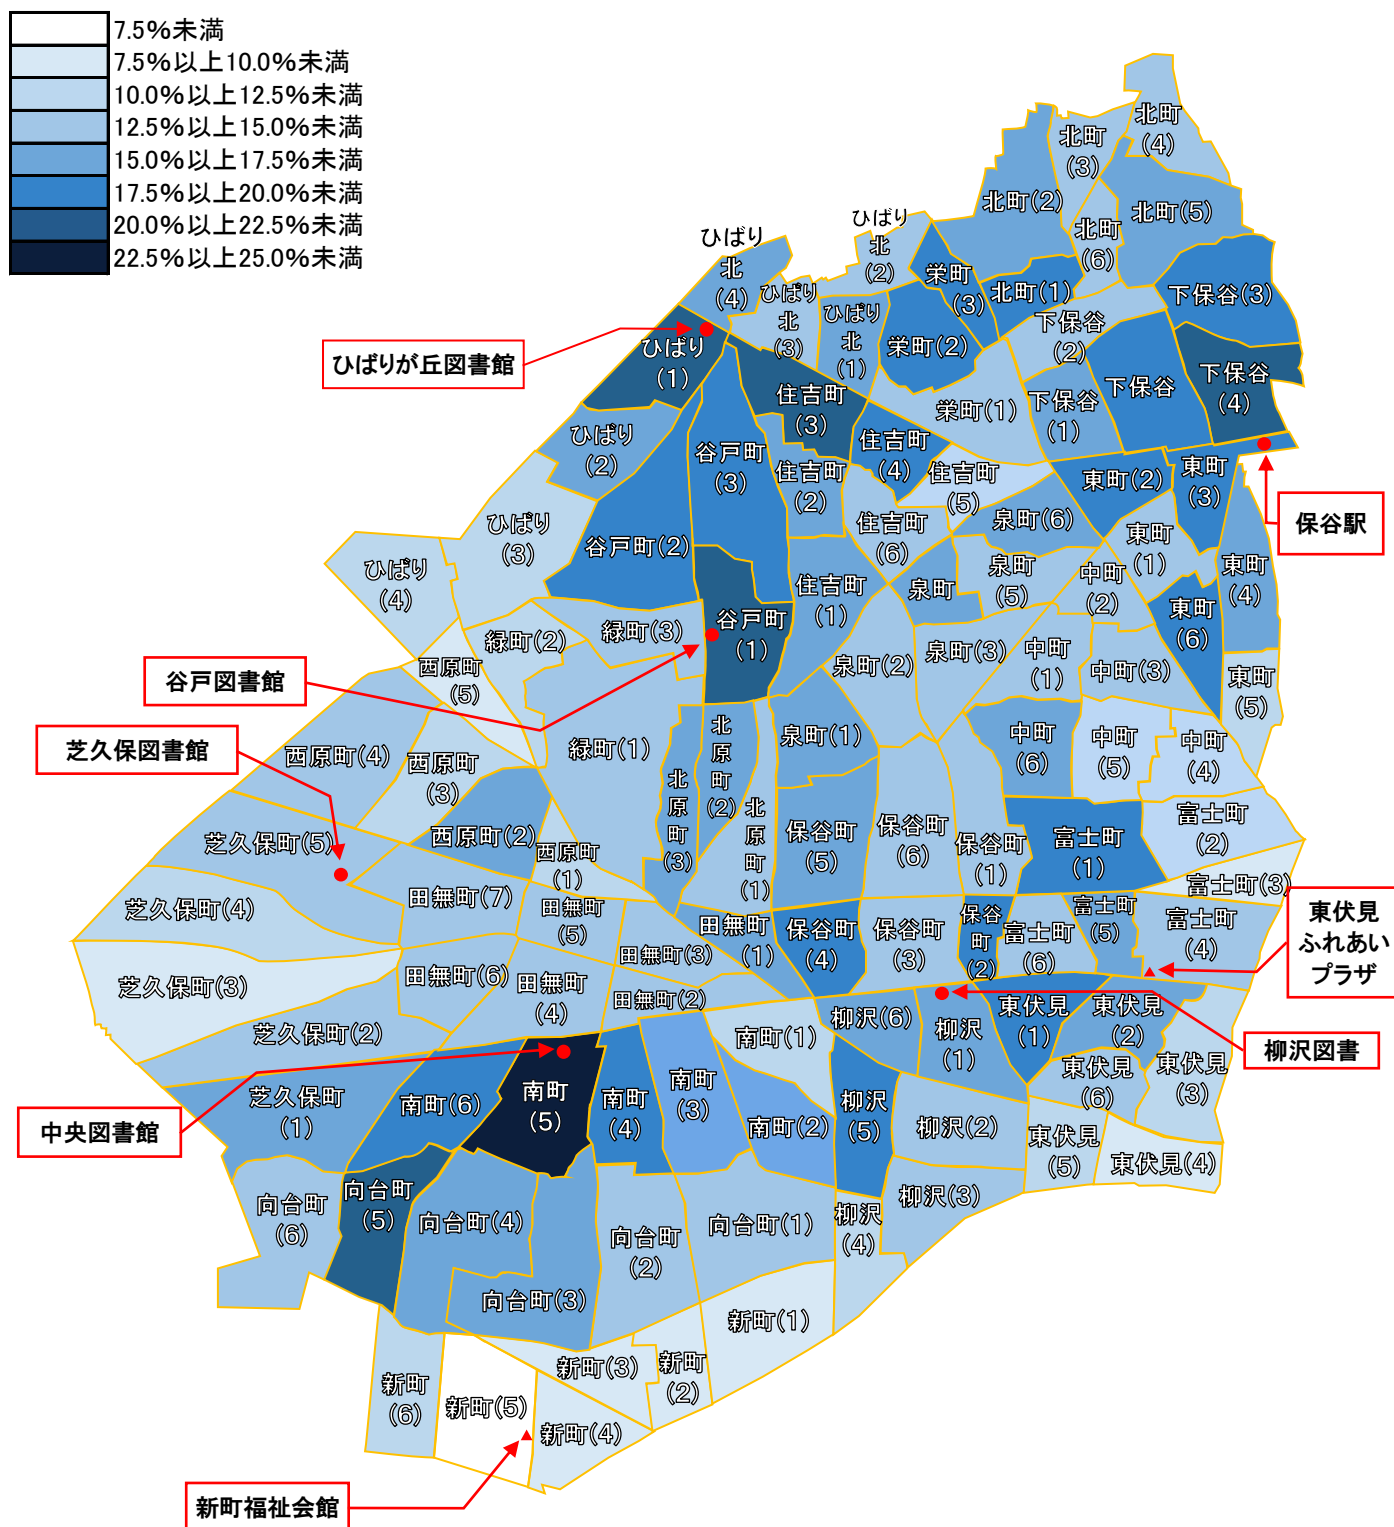 7.5%未満
7.5%以上10.0%未満
10.0%以上12.5%未満
12.5%以上15.0%未満
15.0%以上17.5%未満
17.5%以上20.0%未満
20.0%以上22.5%未満
22.5%以上25.0%未満
北町
(4)
北町
(3)
北町(2)
北町(5)
北町
(6)
ひばり
北
(2)
ひばり
北
(4)
栄町
(3)
北町(1)
下保谷(3)
ひばり
北
(3)
ひばり
北
(1)
下保谷
(2)
栄町(2)
ひばりが丘図書館
ひばり
(1)
住吉町
(3)
栄町(1)
下保谷
(1)
下保谷
下保谷
(4)
ひばり
(2)
谷戸町
(3)
住吉町
(2)
住吉町
(4)
住吉町
(5)
東町(2)
東町
(3)
保谷駅
ひばり
(3)
谷戸町(2)
住吉町
(6)
泉町(6)
東町
(1)
ひばり
(4)
住吉町
(1)
泉町
泉町
(5)
中町
(2)
東町
(4)
東町
(6)
緑町(2)
緑町(3)
谷戸町
(1)
泉町(2)
泉町(3)
中町
(1)
中町(3)
東町
(5)
西原町
(5)
谷戸図書館
芝久保図書館
西原町(4)
西原町
(3)
緑町(1)
北
原
町
(2)
泉町(1)
中町
(6)
中町
(5)
中町
(4)
北
原
町
(3)
北
原
町
(1)
芝久保町(5)
西原町(2)
西原町
(1)
保谷町
(5)
保谷町
(6)
保谷町
(1)
富士町
(1)
富士町
(2)
富士町(3)
芝久保町(4)
田無町(7)
田無町
(5)
田無町(3)
田無町
(1)
保谷町
(4)
保谷町
(3)
保谷
町
(2)
富士町
(6)
富士町
(5)
富士町
(4)
東伏見
ふれあい
プラザ
芝久保町(3)
田無町(6)
田無町
(4)
田無町(2)
芝久保町(2)
南町(1)
柳沢(6)
柳沢
(1)
東伏見
(1)
東伏見
(2)
柳沢図書
東伏見
(3)
東伏見
(6)
芝久保町
(1)
南町(6)
南町
(5)
南町
(4)
南町
(3)
南町(2)
柳沢
(5)
柳沢(2)
東伏見
(5)
東伏見(4)
中央図書館
向台町
(6)
向台町
(5)
向台町(4)
向台町
(2)
向台町(1)
柳沢
(4)
柳沢(3)
向台町(3)
新町(1)
新町(3)
新町
(2)
新町
(6)
新町(5)
新町(4)
新町福祉会館